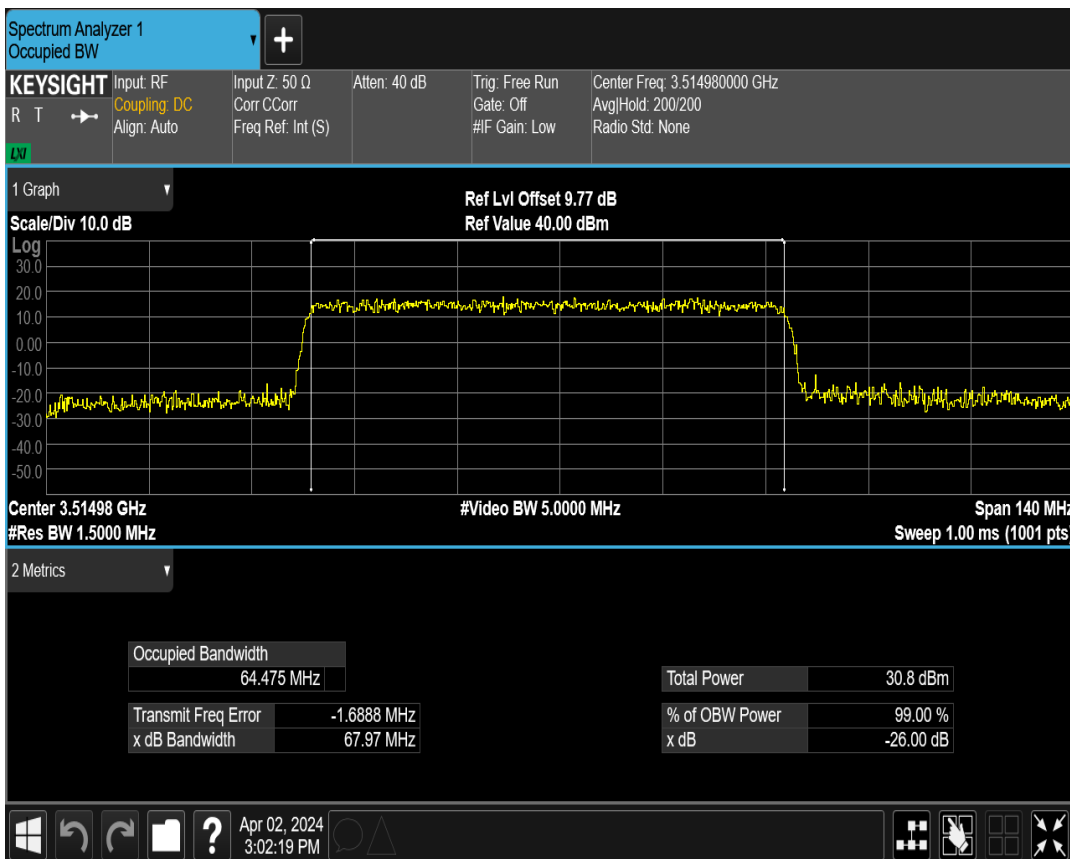 Spectrum Analyzer 1
Occupied BW
KEYSIGHT
R T
LXI
Input: RF
Coupling: DC
Align: Auto
Input Z: 50 Ω
Corr CCorr
Freq Ref: Int (S)
Atten: 40 dB
Trig: Free Run
Gate: Off
#IF Gain: Low
Center Freq: 3.514980000 GHz
Avg|Hold: 200/200
Radio Std: None
1 Graph
Scale/Div 10.0 dB
Ref Lvl Offset 9.77 dB
Ref Value 40.00 dBm
Log
30.0
20.0
10.0
0.00
-10.0
-20.0
-30.0
-40.0
-50.0
Center 3.51498 GHz
#Video BW 5.0000 MHz
Span 140 MHz
#Res BW 1.5000 MHz
Sweep 1.00 ms (1001 pts)
2 Metrics
Occupied Bandwidth
64.475 MHz
Total Power 30.8 dBm
Transmit Freq Error -1.6888 MHz
% of OBW Power 99.00 %
x dB Bandwidth 67.97 MHz
x dB -26.00 dB
?
Apr 02, 2024
3:02:19 PM